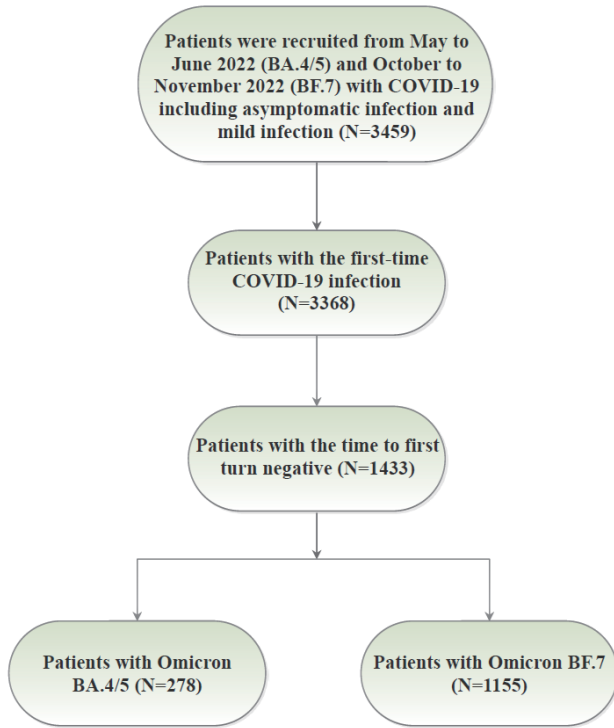 Patients were recruited from May to
June 2022 (BA.4/5) and October to
November 2022 (BF.7) with COVID-19
including asymptomatic infection and
mild infection (N=3459)
Patients with the first-time
COVID-19 infection
(N=3368)
Patients with the time to first
turn negative (N=1433)
Patients with Omicron
BA.4/5 (N=278)
Patients with Omicron BF.7
(N=1155)